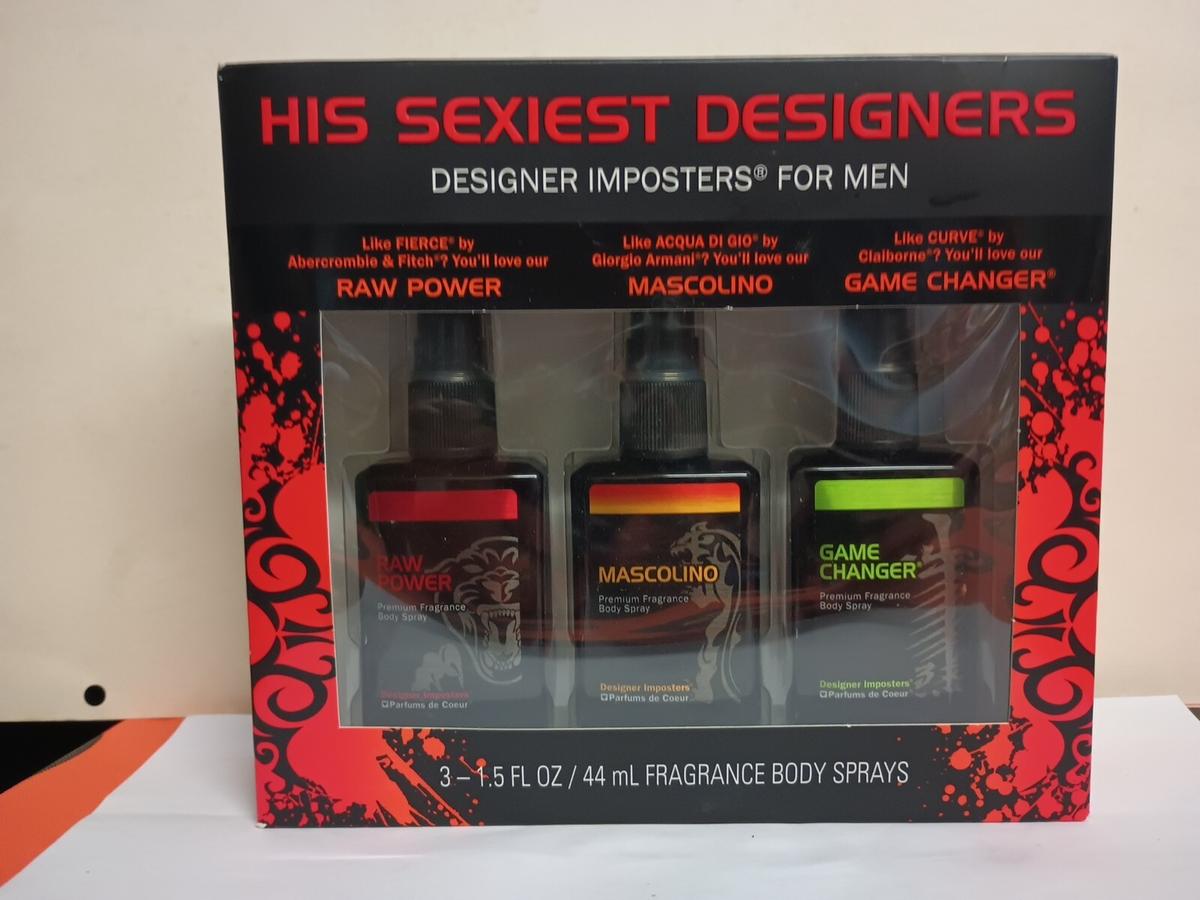 HIS SEXIEST DESIGNERS
DESIGNER IMPOSTERS® FOR MEN
Like FIERCE® by
Abercrombie & Fitch®? You'll love our
RAW POWER
Like ACQUA DI GIO® by
Giorgio Armani®? You'll love our
MASCOLINO
Like CURVE® by
Claiborne®? You'll love our
GAME CHANGER®
RAW
POWER
Premium Fragrance
Body Spray
Designer Imposters
Parfums de Coeur
MASCOLINO
Premium Fragrance
Body Spray
Designer Imposters®
Parfums de Coeur
GAME
CHANGER®
Premium Fragrance
Body Spray
Designer Imposters®
Parfums de Coeur
3 – 1.5 FL OZ / 44 mL FRAGRANCE BODY SPRAYS